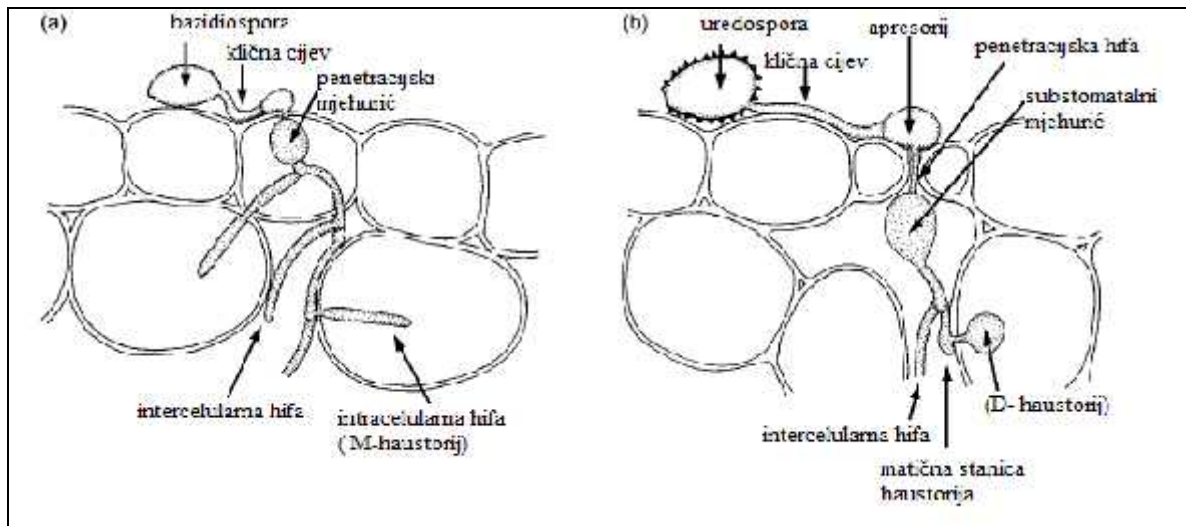 (a)
bazidiospora
klična cijev
penetracijski
mjehurić
intercelularna hifa
intracelularna hifa
( M-haustorij)
(b)
uredospora
klična cijev
apresorij
penetracijska hifa
substomatalni
mjehurić
(D- haustorij)
intercelularna hifa
matična stanica
haustorija